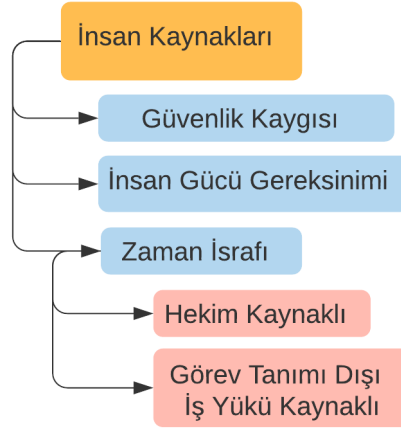 İnsan Kaynakları
Güvenlik Kaygısı
İnsan Gücü Gereksinimi
Zaman İsrafı
Hekim Kaynaklı
Görev Tanımı Dışı
İş Yükü Kaynaklı